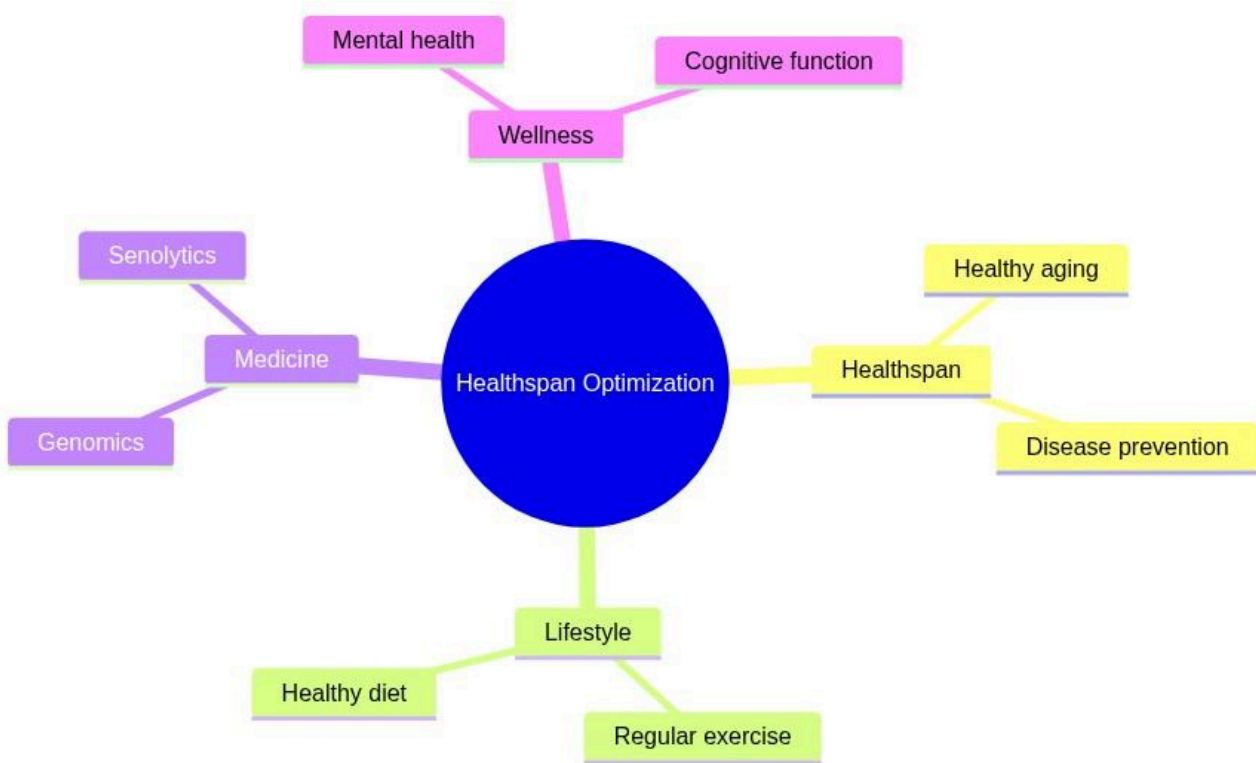 Mental health
Cognitive function
Wellness
Senolytics
Healthy aging
Medicine
Healthspan
Healthspan Optimization
Genomics
Disease prevention
Lifestyle
Healthy diet
Regular exercise